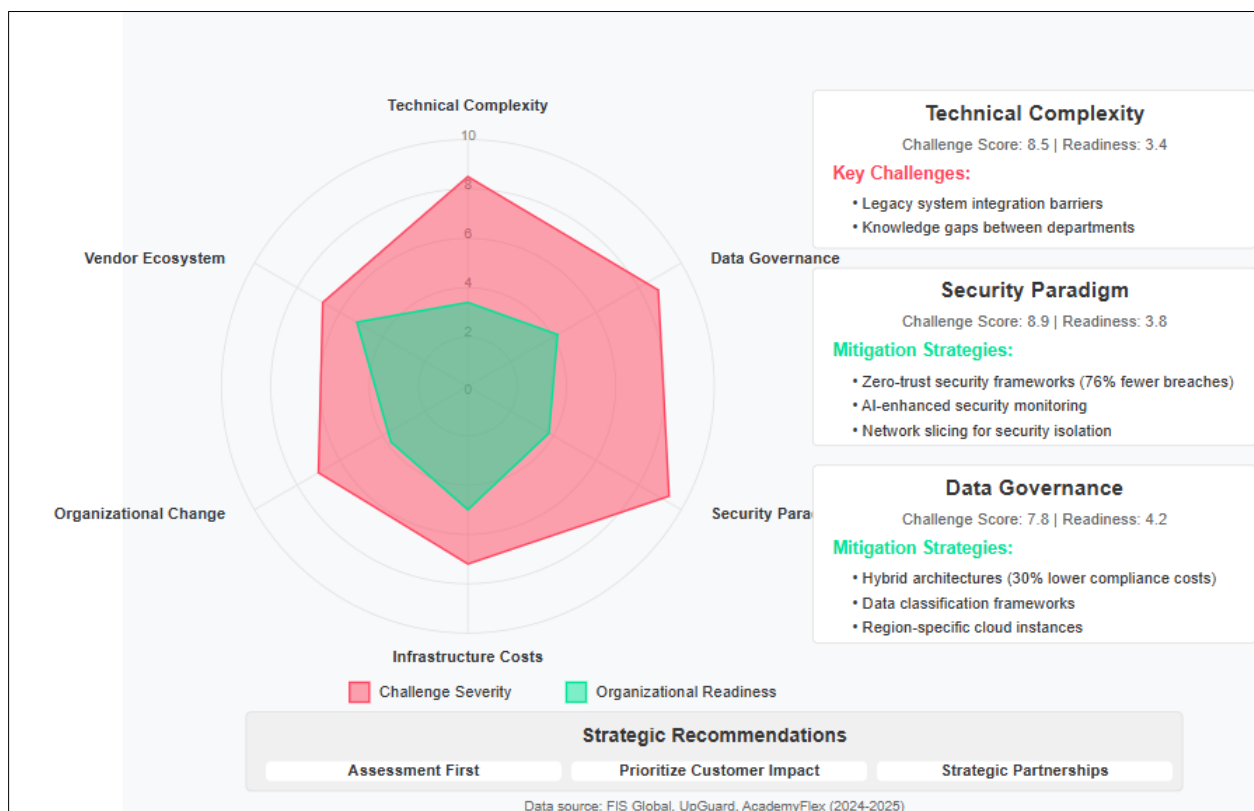 Technical Complexity
10
8
6
4
2
0
Vendor Ecosystem
Data Governance
Organizational Change
Security Para
Infrastructure Costs
Challenge Severity
Organizational Readiness
Technical Complexity
Challenge Score: 8.5 | Readiness: 3.4
Key Challenges:
• Legacy system integration barriers
• Knowledge gaps between departments
Security Paradigm
Challenge Score: 8.9 | Readiness: 3.8
Mitigation Strategies:
• Zero-trust security frameworks (76% fewer breaches)
• AI-enhanced security monitoring
• Network slicing for security isolation
Data Governance
Challenge Score: 7.8 | Readiness: 4.2
Mitigation Strategies:
• Hybrid architectures (30% lower compliance costs)
• Data classification frameworks
• Region-specific cloud instances
Strategic Recommendations
Assessment First
Prioritize Customer Impact
Strategic Partnerships
Data source: FIS Global, UpGuard, AcademyFlex (2024-2025)